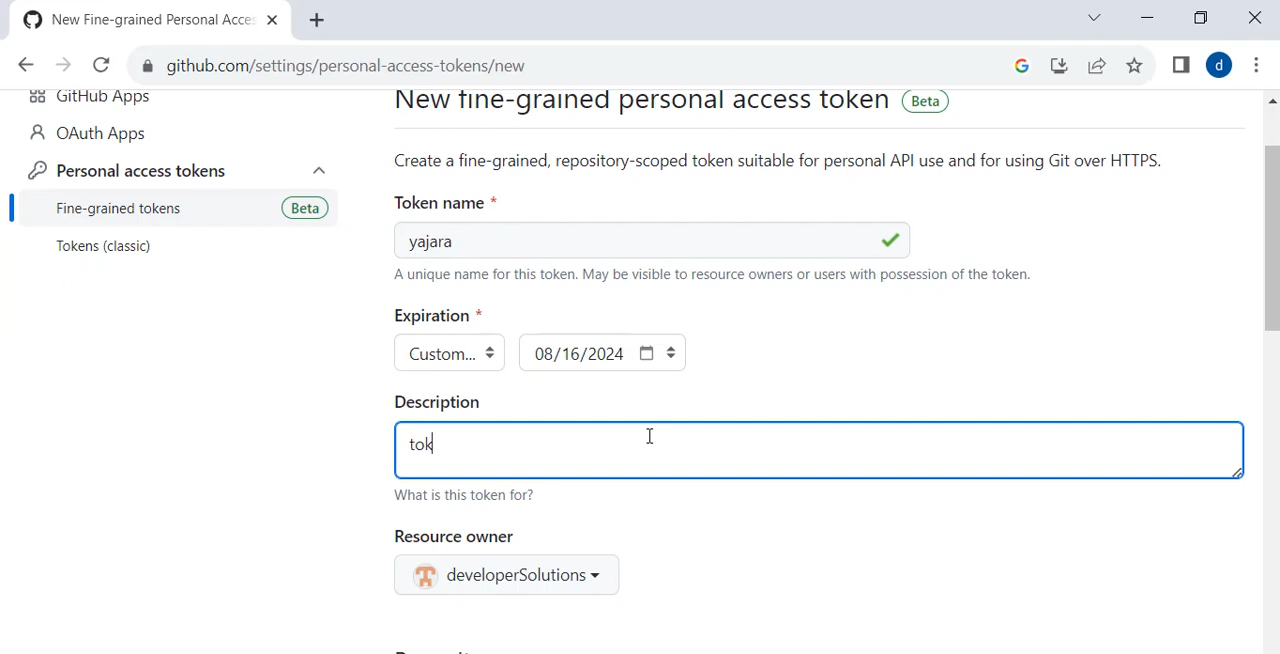 New Fine-grained Personal Acces
github.com/settings/personal-access-tokens/new
d
GitHub Apps
OAuth Apps
Personal access tokens
Fine-grained tokens Beta
Tokens (classic)
New fine-grained personal access token Beta
Create a fine-grained, repository-scoped token suitable for personal API use and for using Git over HTTPS.
Token name *
yajara
A unique name for this token. May be visible to resource owners or users with possession of the token.
Expiration *
Custom... 08/16/2024
Description
tok
What is this token for?
Resource owner
developerSolutions